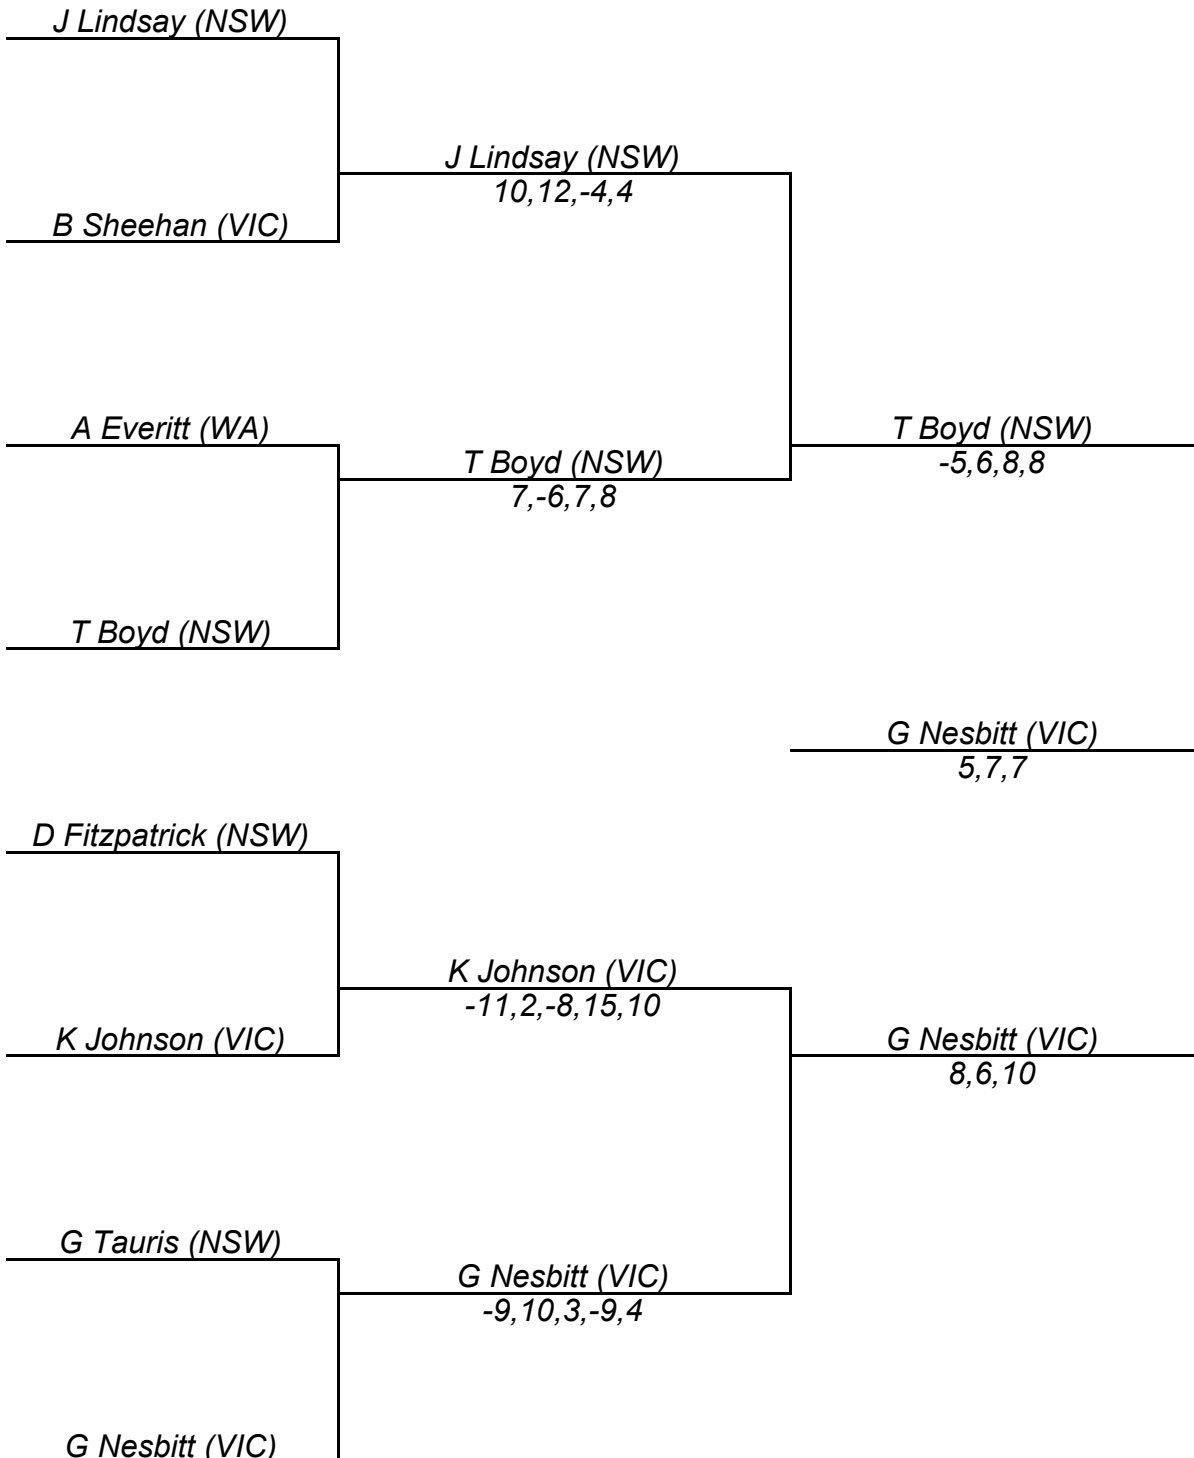 J Lindsay (NSW)
J Lindsay (NSW)
10,12,-4,4
B Sheehan (VIC)
A Everitt (WA)
T Boyd (NSW)
-5,6,8,8
T Boyd (NSW)
7,-6,7,8
T Boyd (NSW)
G Nesbitt (VIC)
5,7,7
D Fitzpatrick (NSW)
K Johnson (VIC)
-11,2,-8,15,10
K Johnson (VIC)
G Nesbitt (VIC)
8,6,10
G Tauris (NSW)
G Nesbitt (VIC)
-9,10,3,-9,4
G Nesbitt (VIC)